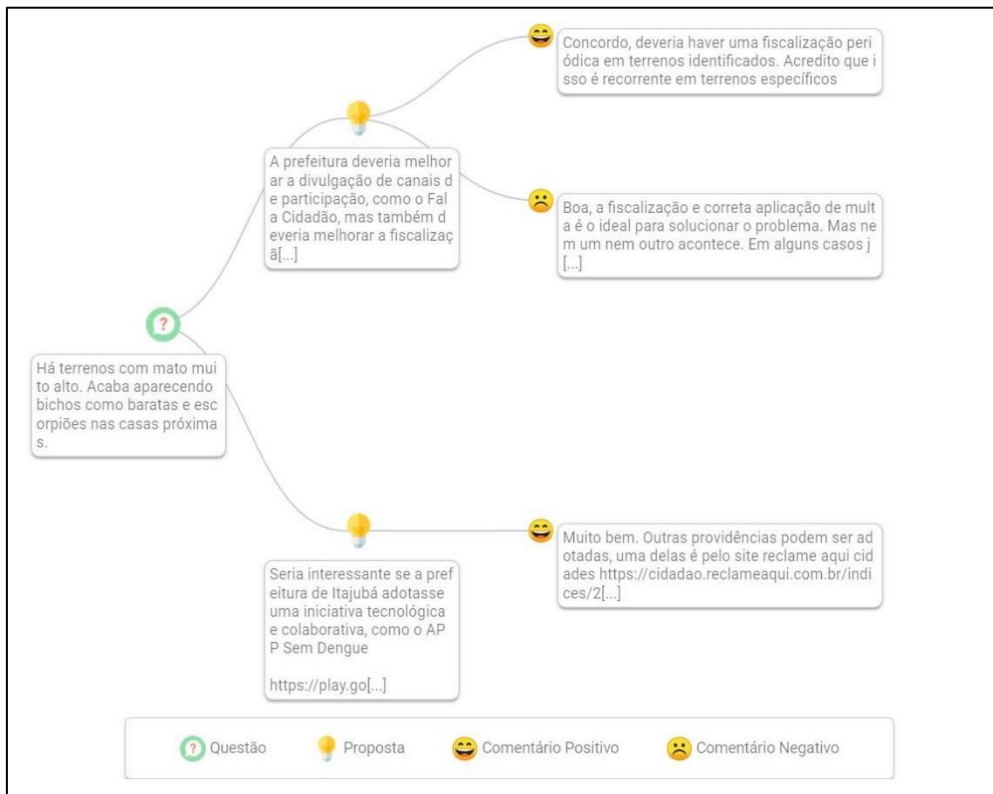 Concordo, deveria haver uma fiscalização peri
ódica em terrenos identificados. Acredito que i
sso é recorrente em terrenos específicos
A prefeitura deveria melhor
ar a divulgação de canais d
e participação, como o Fal
a Cidadão, mas também d
everia melhorar a fiscalizaç
ã[...]
Boa, a fiscalização e correta aplicação de mult
a é o ideal para solucionar o problema. Mas ne
m um nem outro acontece. Em alguns casos j
[...]
Há terrenos com mato mui
to alto. Acaba aparecendo
bichos como baratas e esc
orpiões nas casas próxima
s.
Seria interessante se a pref
eitura de Itajubá adotasse
uma iniciativa tecnológica
e colaborativa, como o AP
P Sem Dengue
https://play.go[...]
Muito bem. Outras providências podem ser ad
otadas, uma delas é pelo site reclame aqui cid
ades https://cidadao.reclameaqui.com.br/indi
ces/2[...]
Questão Proposta Comentário Positivo Comentário Negativo